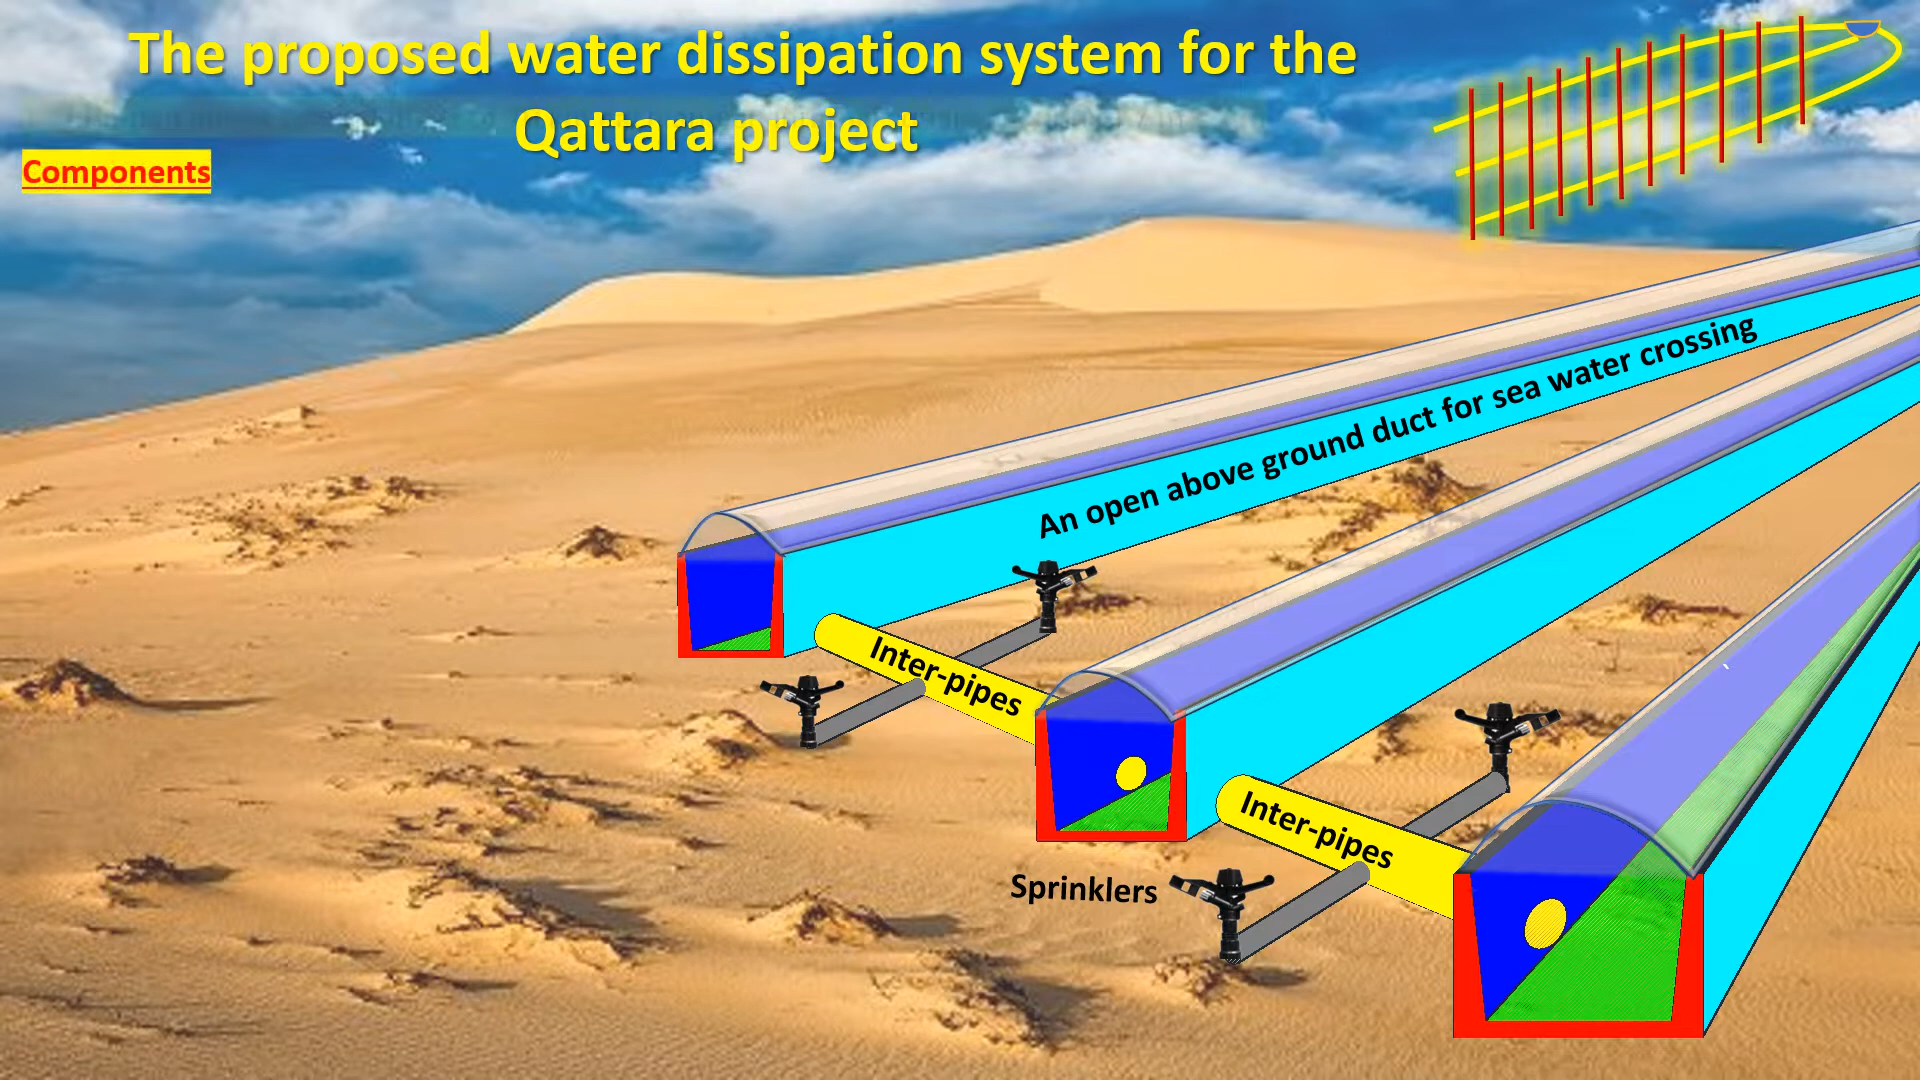 The proposed water dissipation system for the
Qattara project
Components
An open above ground duct for sea water crossing
Inter-pipes
Inter-pipes
Sprinklers